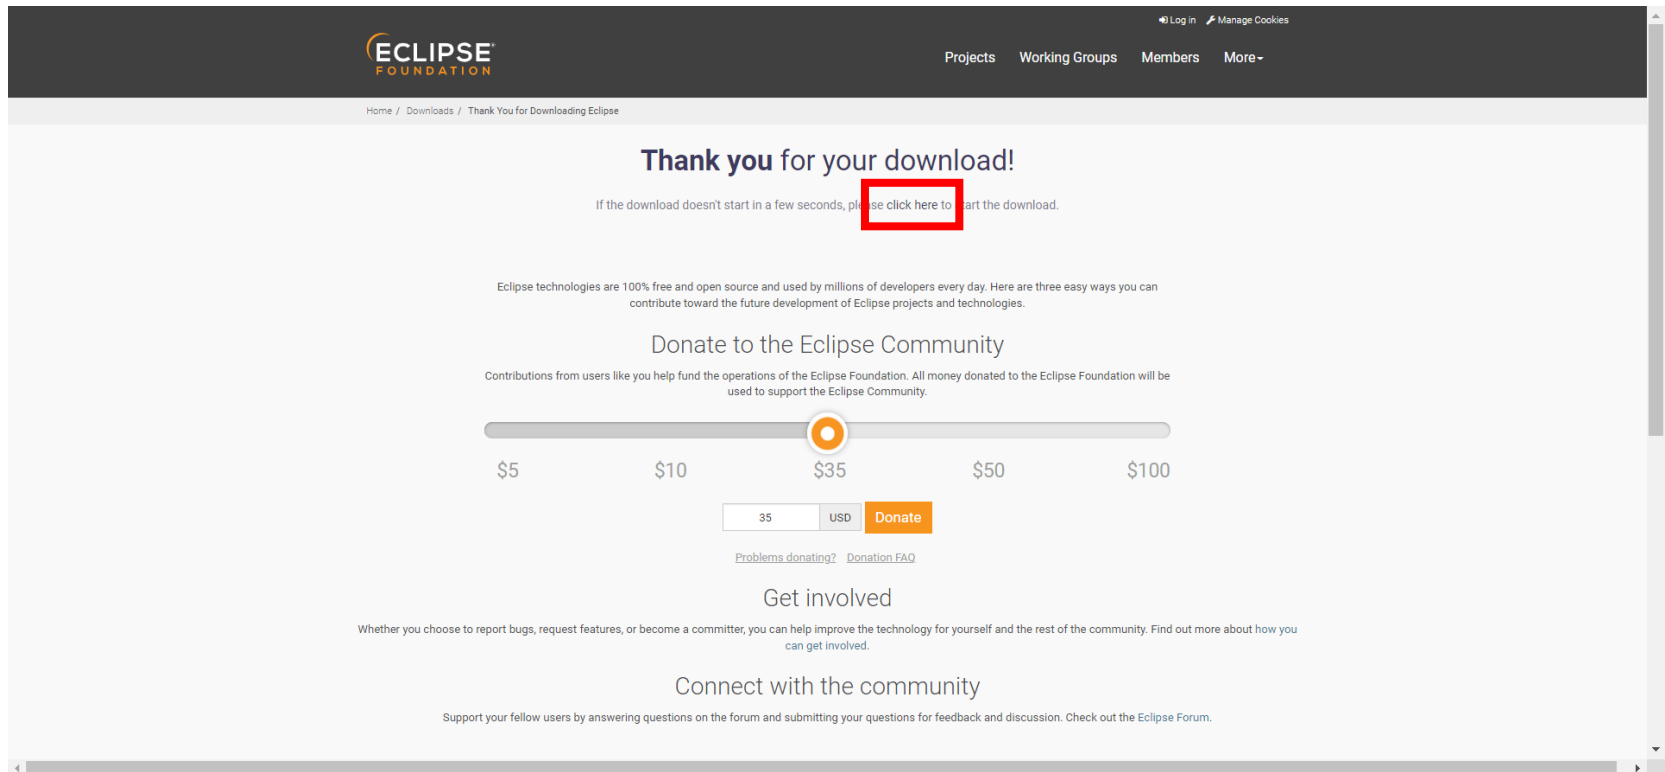 Log in Manage Cookies
ECLIPSE
FOUNDATION
Projects Working Groups Members More
Home / Downloads / Thank You for Downloading Eclipse
Thank you for your download!
If the download doesn't start in a few seconds, please click here to start the download.
Eclipse technologies are 100% free and open source and used by millions of developers every day. Here are three easy ways you can
contribute toward the future development of Eclipse projects and technologies.
Donate to the Eclipse Community
Contributions from users like you help fund the operations of the Eclipse Foundation. All money donated to the Eclipse Foundation will be
used to support the Eclipse Community.
$5 $10 $35 $50 $100
35 USD Donate
Problems donating? Donation FAQ
Get involved
Whether you choose to report bugs, request features, or become a committer, you can help improve the technology for yourself and the rest of the community. Find out more about how you
can get involved.
Connect with the community
Support your fellow users by answering questions on the forum and submitting your questions for feedback and discussion. Check out the Eclipse Forum.